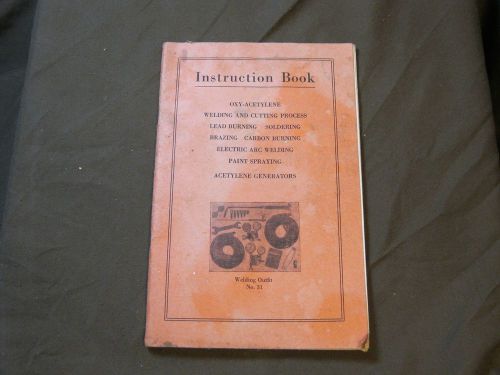 Instruction Book
OXY-ACETYLENE
WELDING AND CUTTING PROCESS
LEAD BURNING SOLDERING
BRAZING CARBON BURNING
ELECTRIC ARC WELDING
PAINT SPRAYING
ACETYLENE GENERATORS
Welding Outfit
No. 31